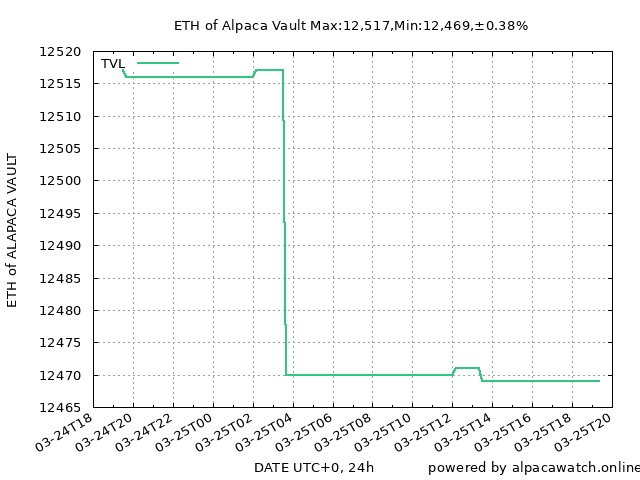 ETH of Alpaca Vault Max:12,517,Min:12,469,±0.38%
12520
TVL
12515
12510
12505
12500
12495
12490
12485
12480
12475
12470
12465
ETH of ALAPACA VAULT
03-24T18
03-24T20
03-24T22
03-25T00
03-25T02
03-25T04
03-25T06
03-25T08
03-25T10
03-25T12
03-25T14
03-25T16
03-25T18
03-25T20
DATE UTC+0, 24h
powered by alpacawatch.online